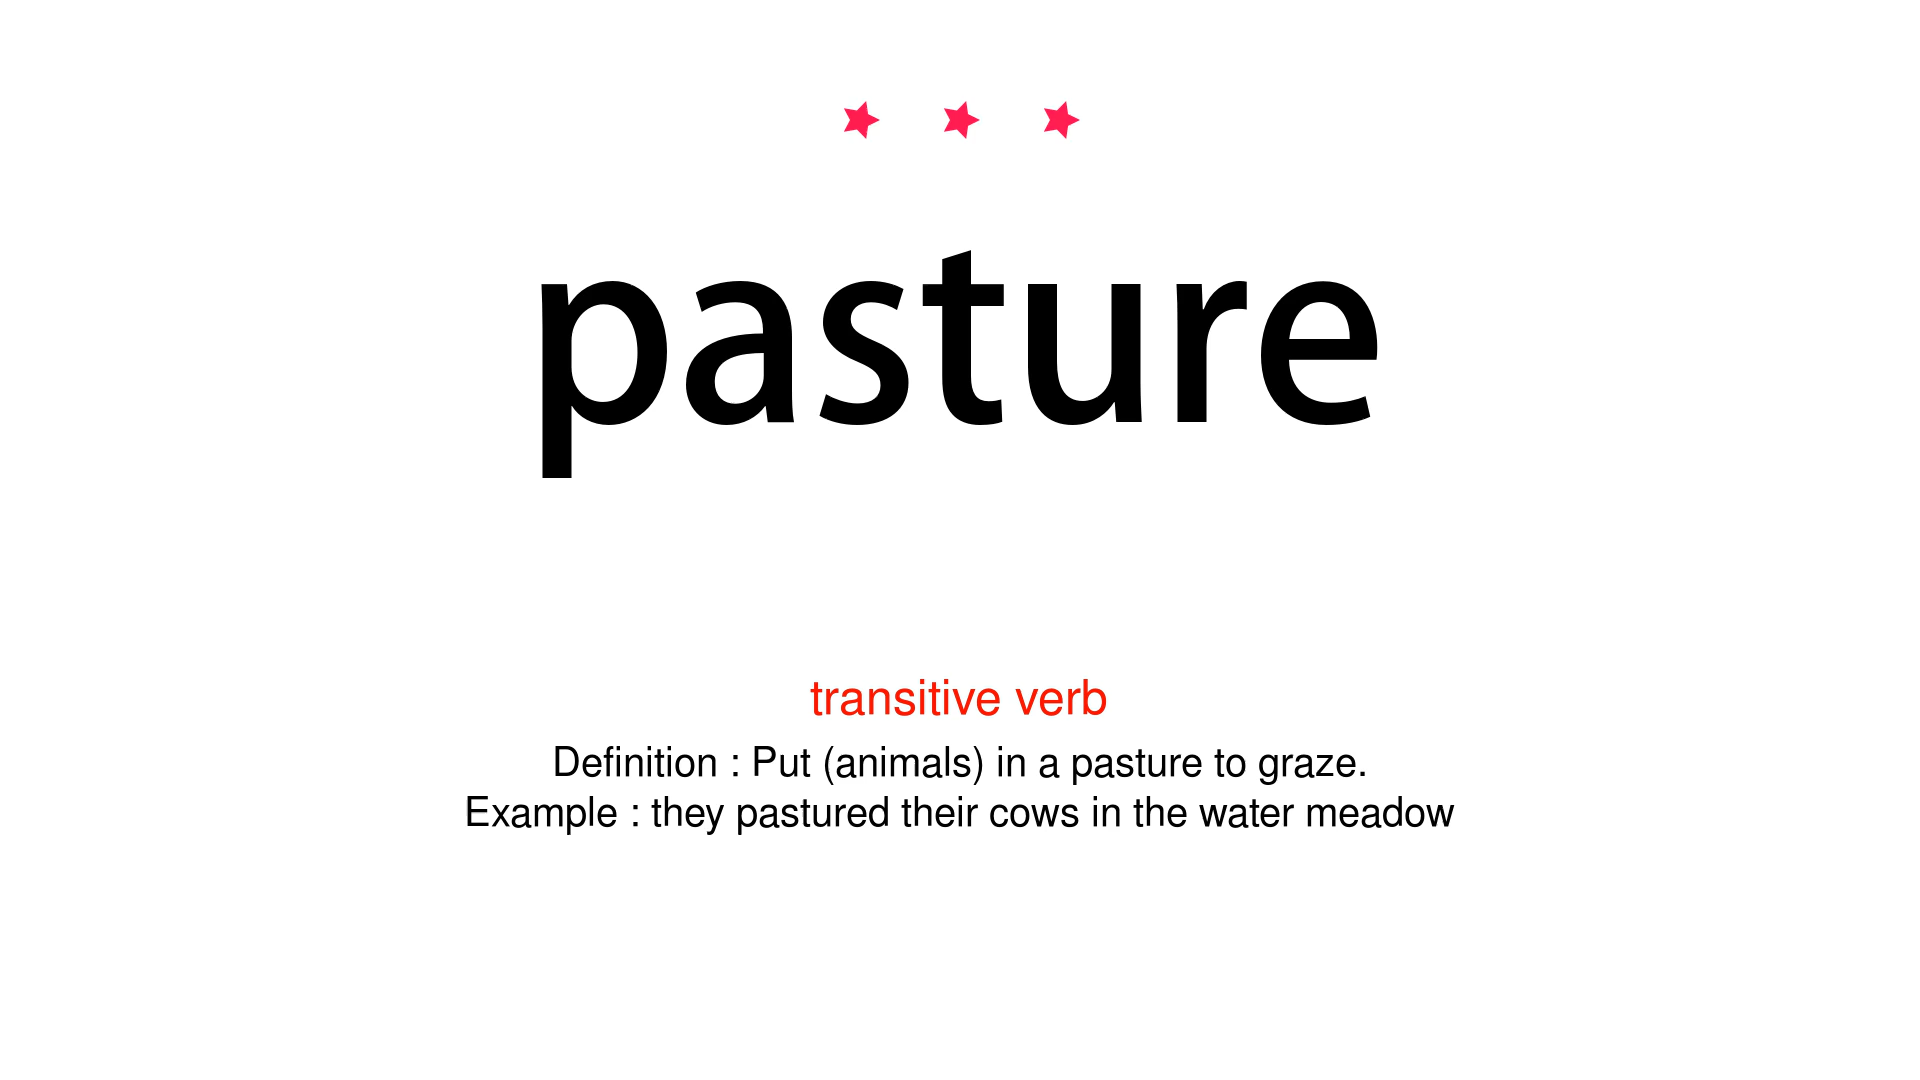 pasture
transitive verb
Definition : Put (animals) in a pasture to graze.
Example : they pastured their cows in the water meadow